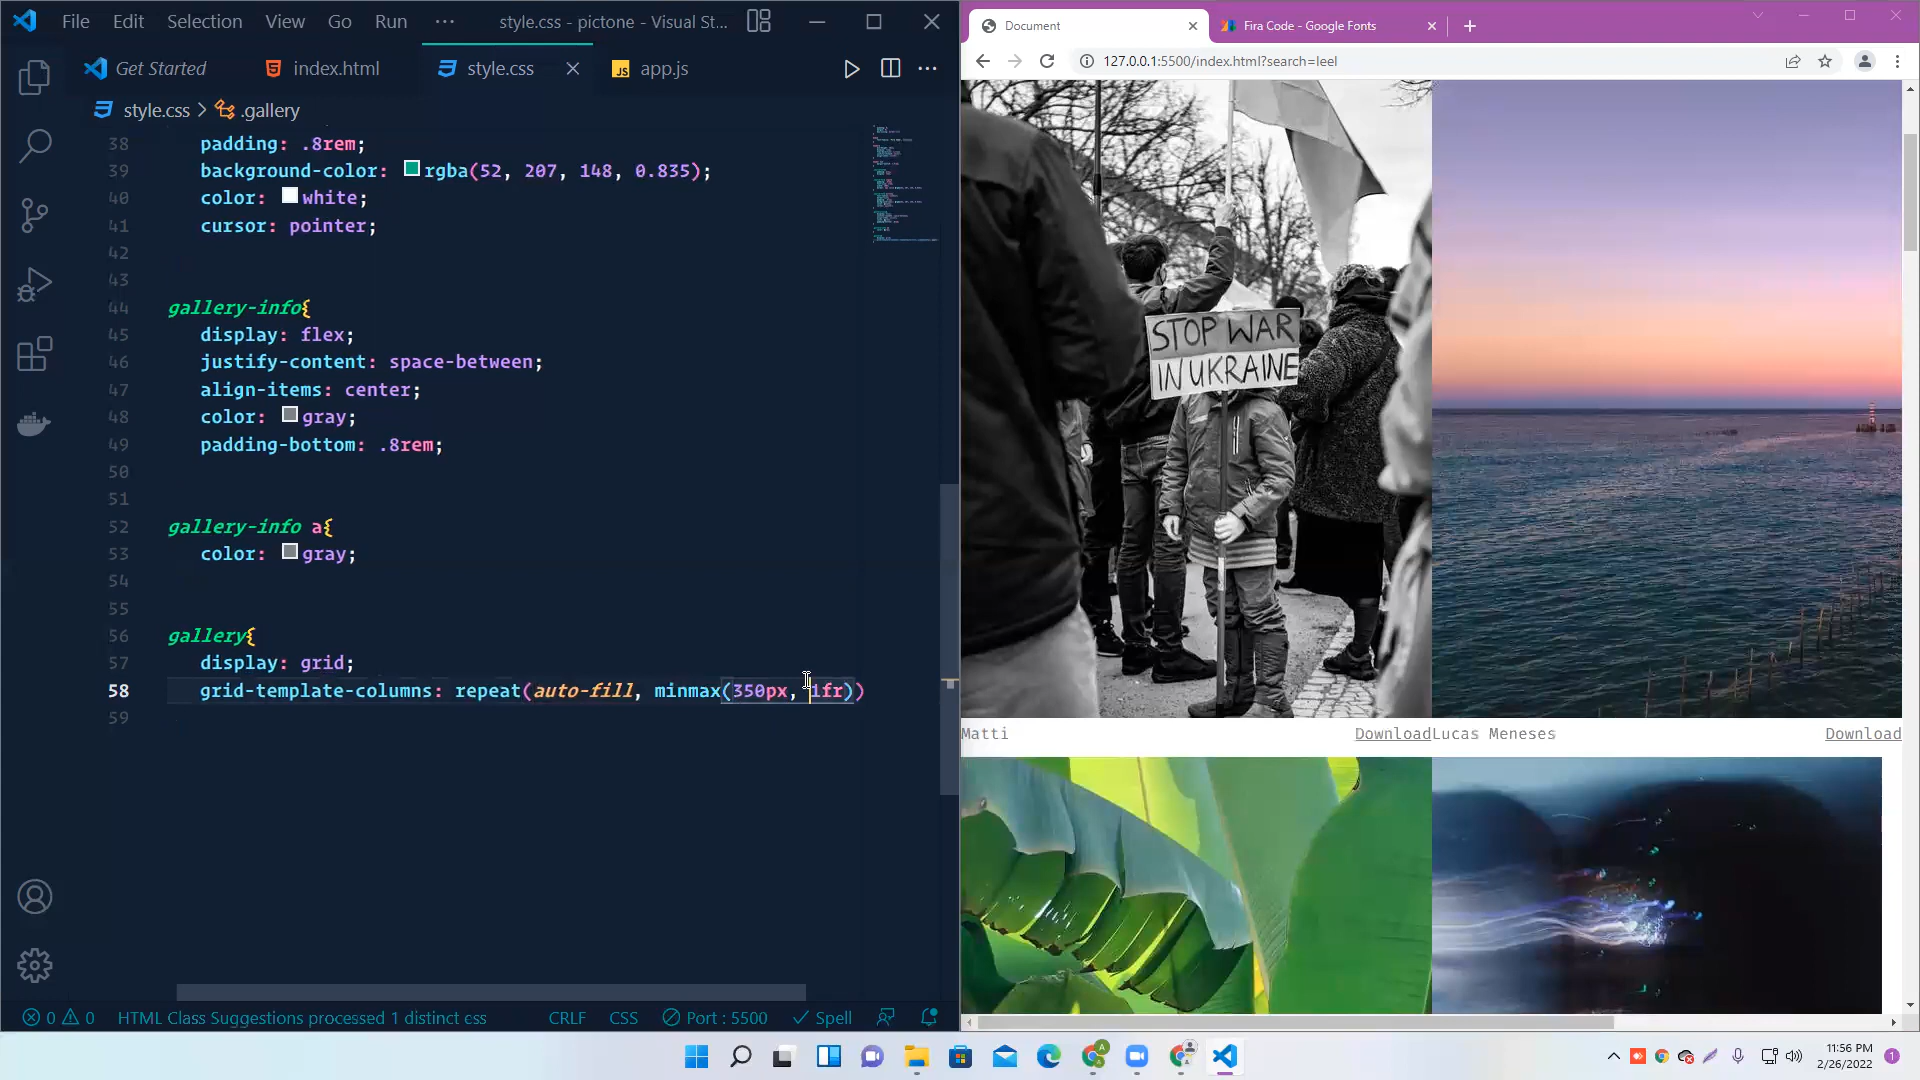 File Edit Selection View Go Run ··· style.css - pictone - Visual St...
Get Started index.html style.css app.js
style.css > .gallery
38 padding: .8rem;
39 background-color: rgba(52, 207, 148, 0.835);
40 color: white;
41 cursor: pointer;
42
43
44 gallery-info{
45 display: flex;
46 justify-content: space-between;
47 align-items: center;
48 color: gray;
49 padding-bottom: .8rem;
50
51
52 gallery-info a{
53 color: gray;
54
55
56 gallery{
57 display: grid;
58 grid-template-columns: repeat(auto-fill, minmax(350px, 1fr))
59
0 0 HTML Class Suggestions processed 1 distinct css CRLF CSS Port : 5500 Spell
Document Fira Code - Google Fonts
127.0.0.1:5500/index.html?search=leel
STOP WAR
IN UKRAINE
Matti Download Lucas Meneses Download
11:56 PM
2/26/2022
1